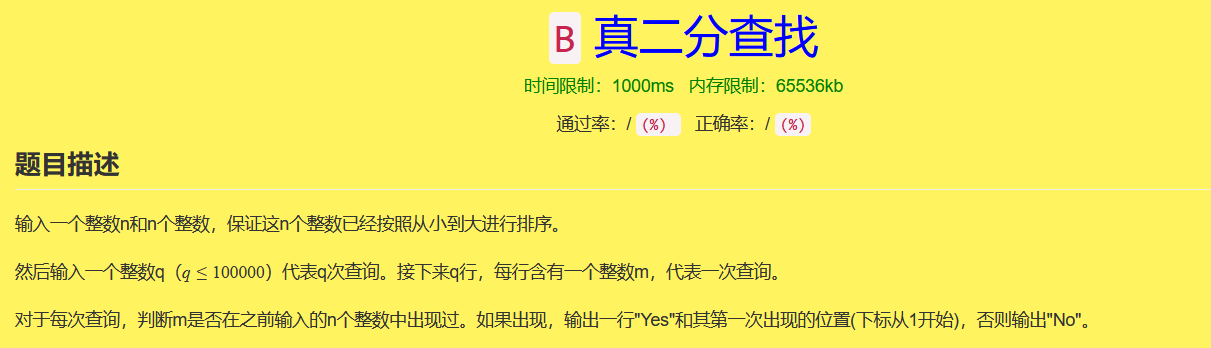 B 真二分查找
时间限制：1000ms 内存限制：65536kb
通过率：/ (%) 正确率：/ (%)
题目描述
输入一个整数n和n个整数，保证这n个整数已经按照从小到大进行排序。
然后输入一个整数q（q ≤ 100000）代表q次查询。接下来q行，每行含有一个整数m，代表一次查询。
对于每次查询，判断m是否在之前输入的n个整数中出现过。如果出现，输出一行"Yes"和其第一次出现的位置(下标从1开始)，否则输出"No"。